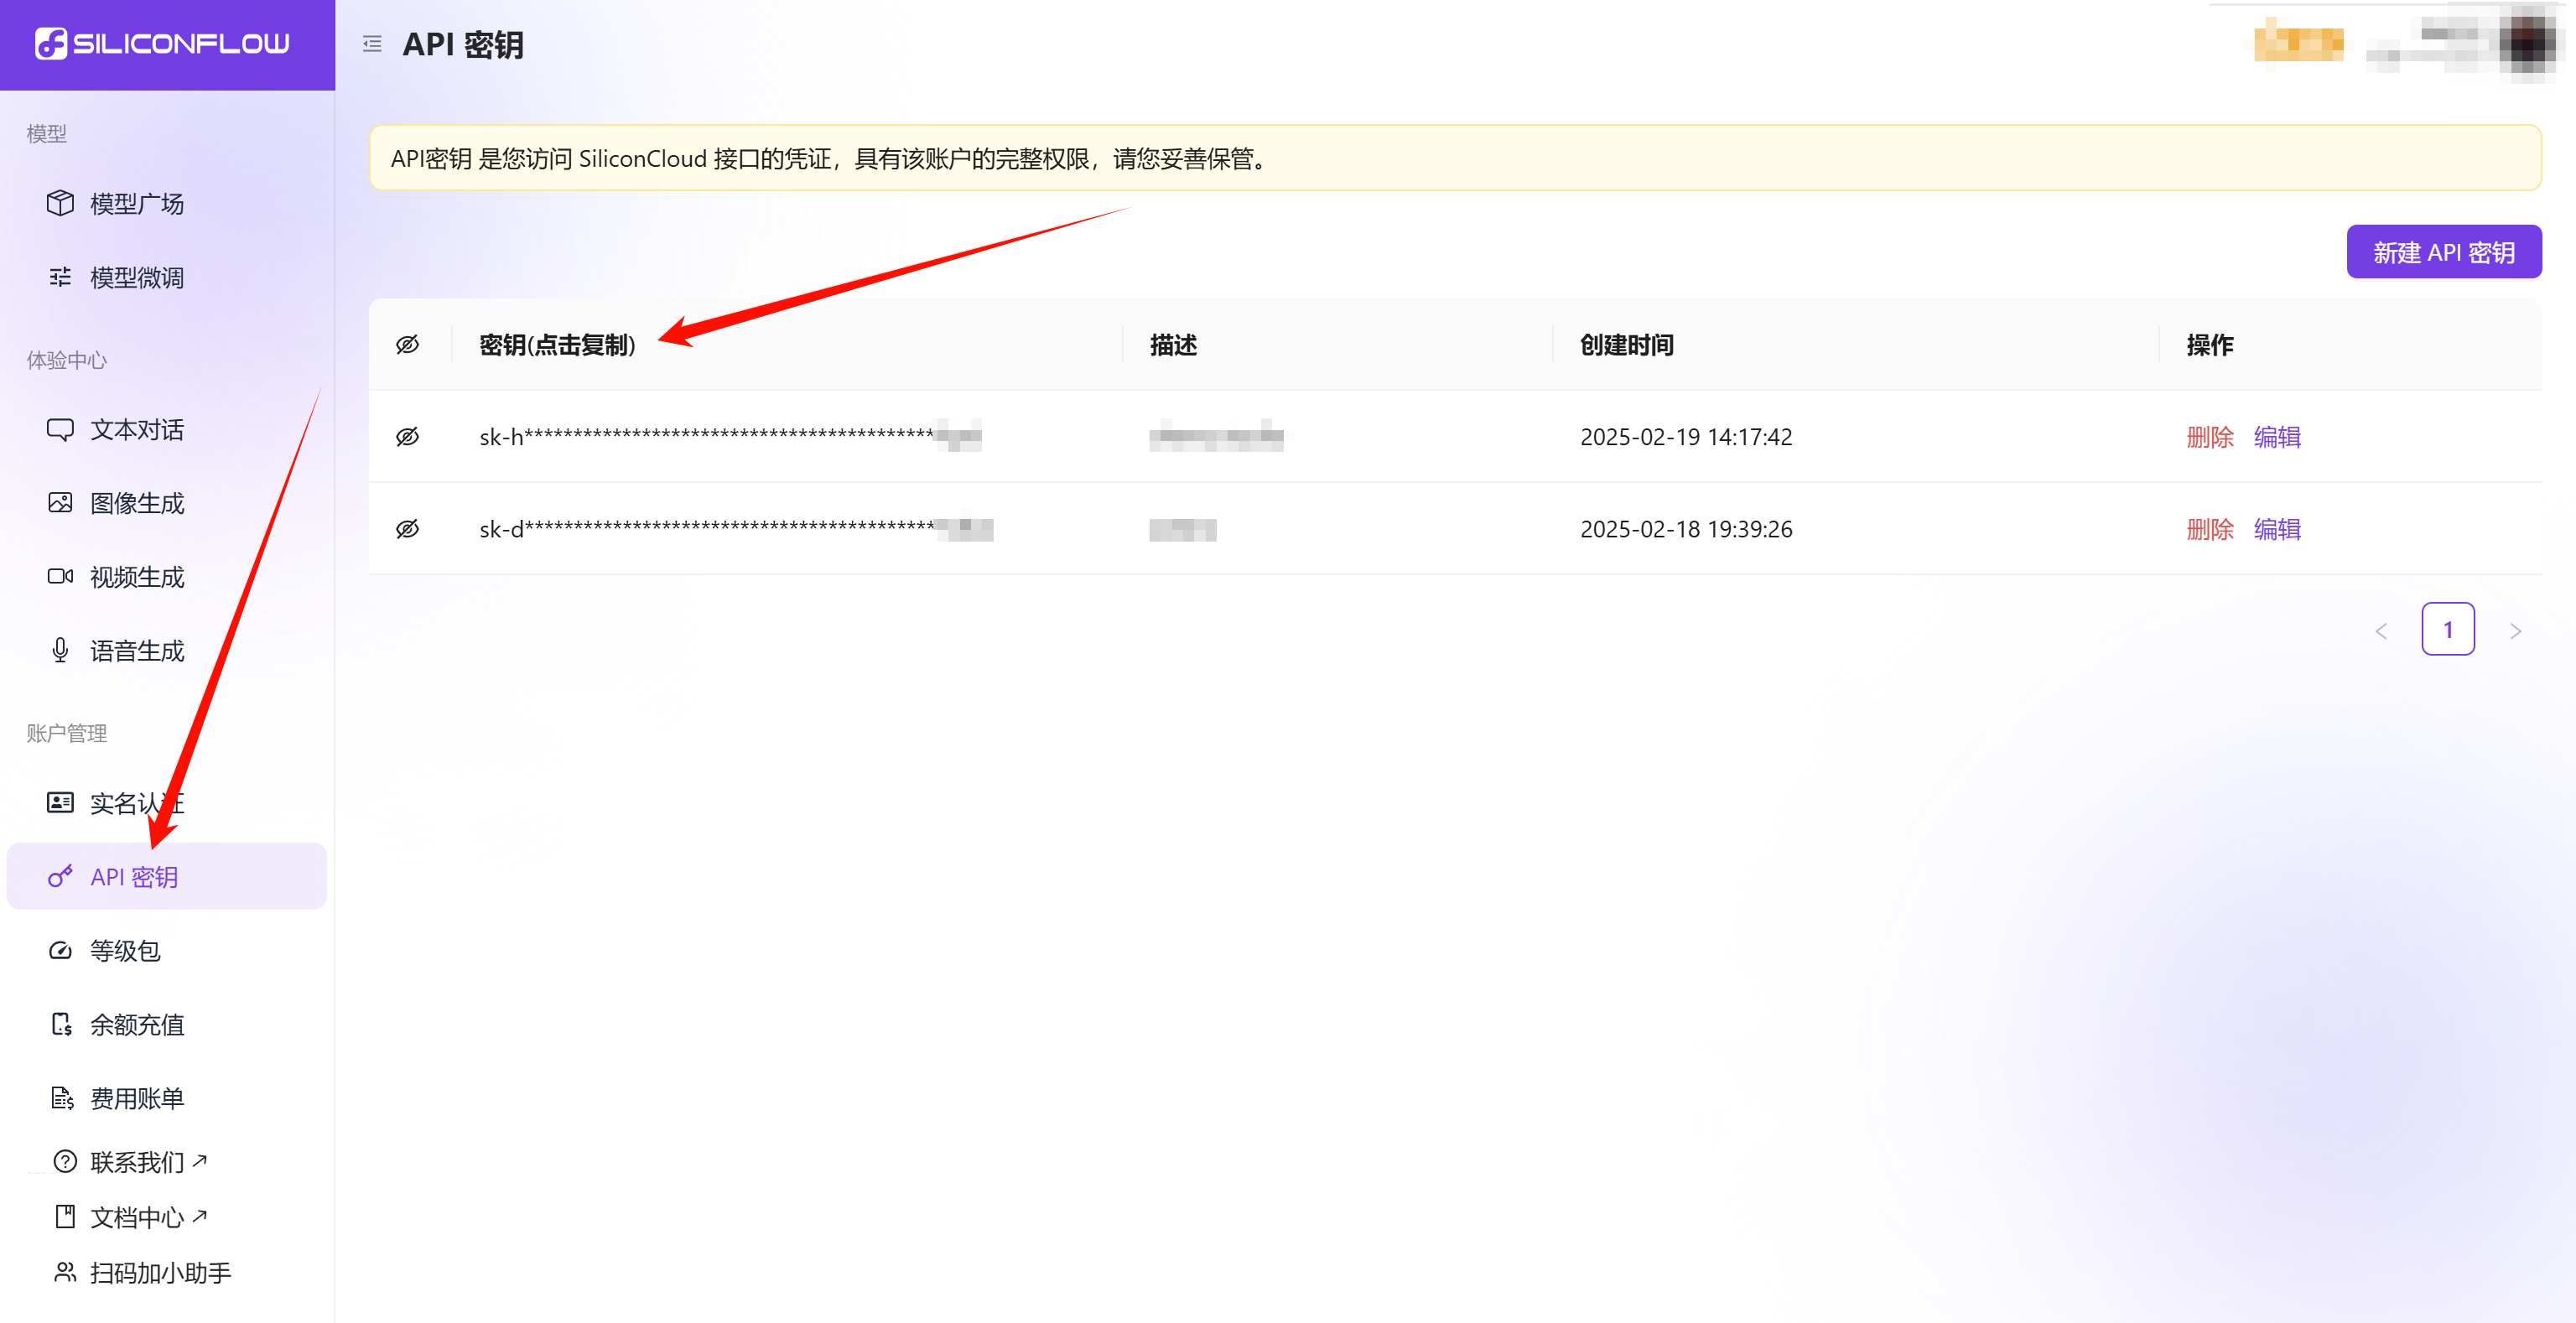 SILICONFLOW
模型
模型广场
模型微调
体验中心
文本对话
图像生成
视频生成
语音生成
账户管理
实名认证
API 密钥
等级包
余额充值
费用账单
联系我们
文档中心
扫码加小助手
API 密钥
API密钥 是您访问 SiliconCloud 接口的凭证，具有该账户的完整权限，请您妥善保管。
新建 API 密钥
密钥(点击复制) 描述 创建时间 操作
sk-h****************************************** 2025-02-19 14:17:42 删除 编辑
sk-d****************************************** 2025-02-18 19:39:26 删除 编辑
< 1 >